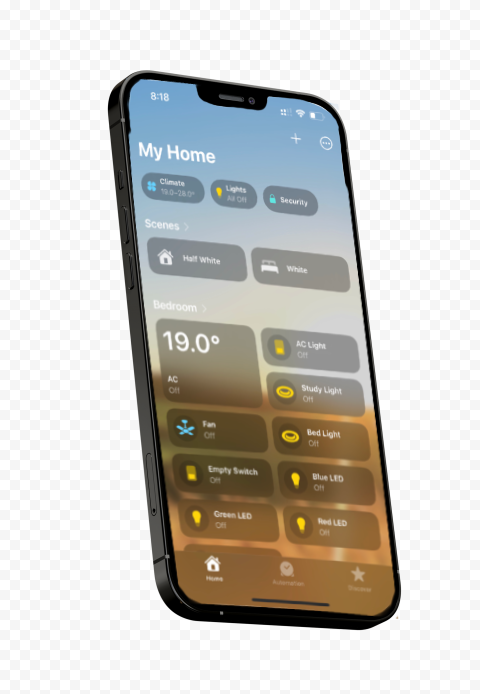 8:18
My Home
Climate
19.0–28.0°
Lights
All Off
Security
Scenes
Half White
White
Bedroom
19.0°
AC
Off
AC Light
Off
Study Light
Off
Fan
Off
Bed Light
Off
Empty Switch
Off
Blue LED
Off
Green LED
Off
Red LED
Off
Home
Automation
Discover